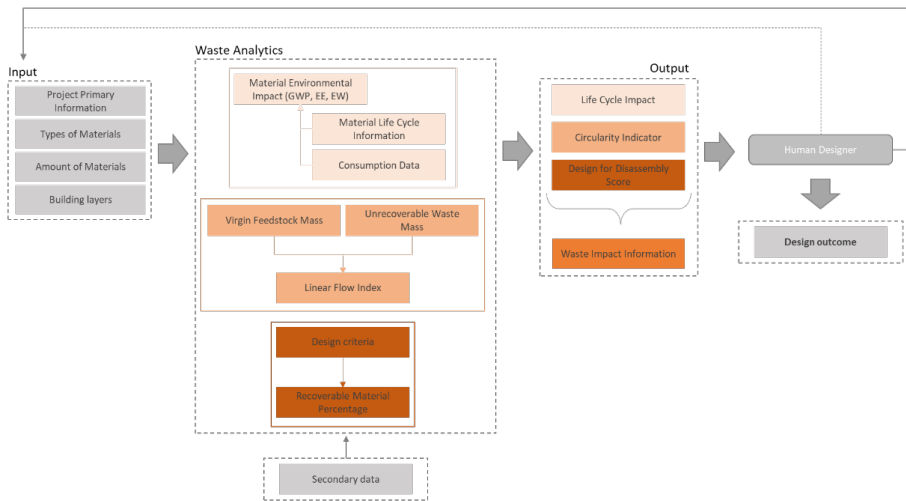 Waste Analytics
Input
Project Primary
Information
Types of Materials
Amount of Materials
Building layers
Material Environmental
Impact (GWP, EE, EW)
Material Life Cycle
Information
Consumption Data
Virgin Feedstock Mass
Unrecoverable Waste
Mass
Linear Flow Index
Design criteria
Recoverable Material
Percentage
Secondary data
Output
Life Cycle Impact
Circularity Indicator
Design for Disassembly
Score
Waste Impact Information
Human Designer
Design outcome